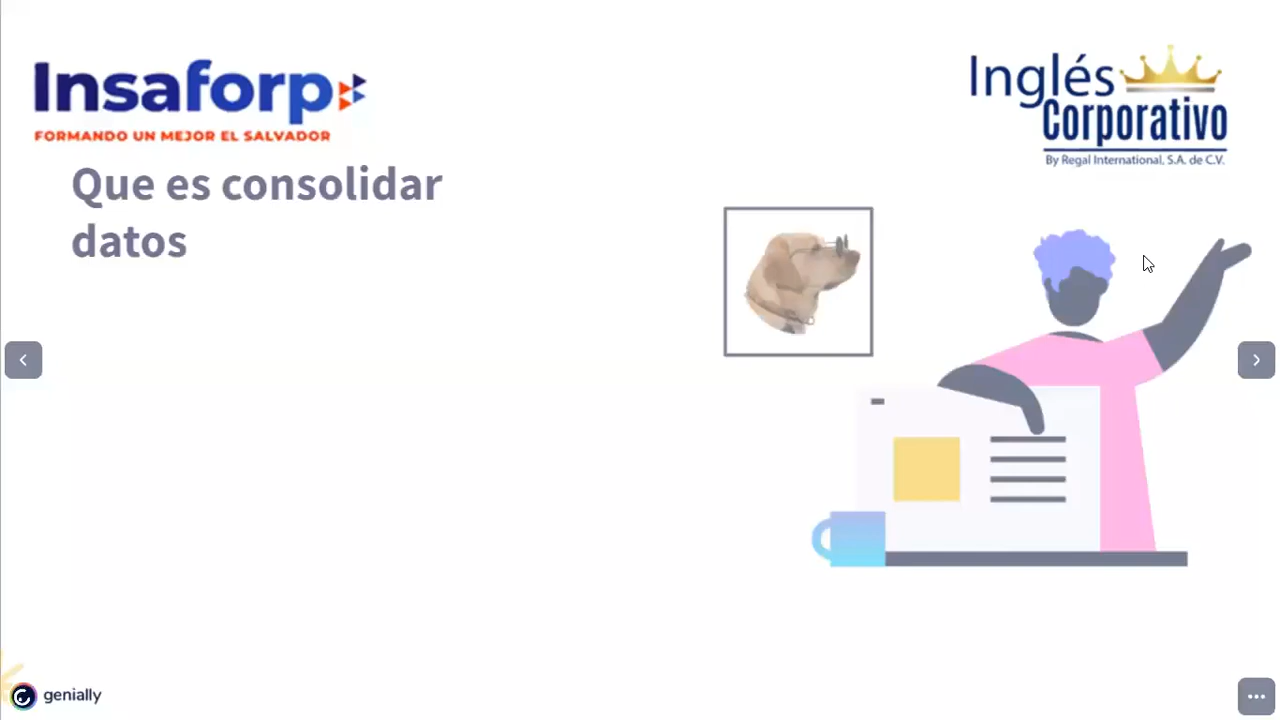 Insaforp
FORMANDO UN MEJOR EL SALVADOR
Inglés
Corporativo
By Regal International, S.A. de C.V.
Que es consolidar
datos
genially